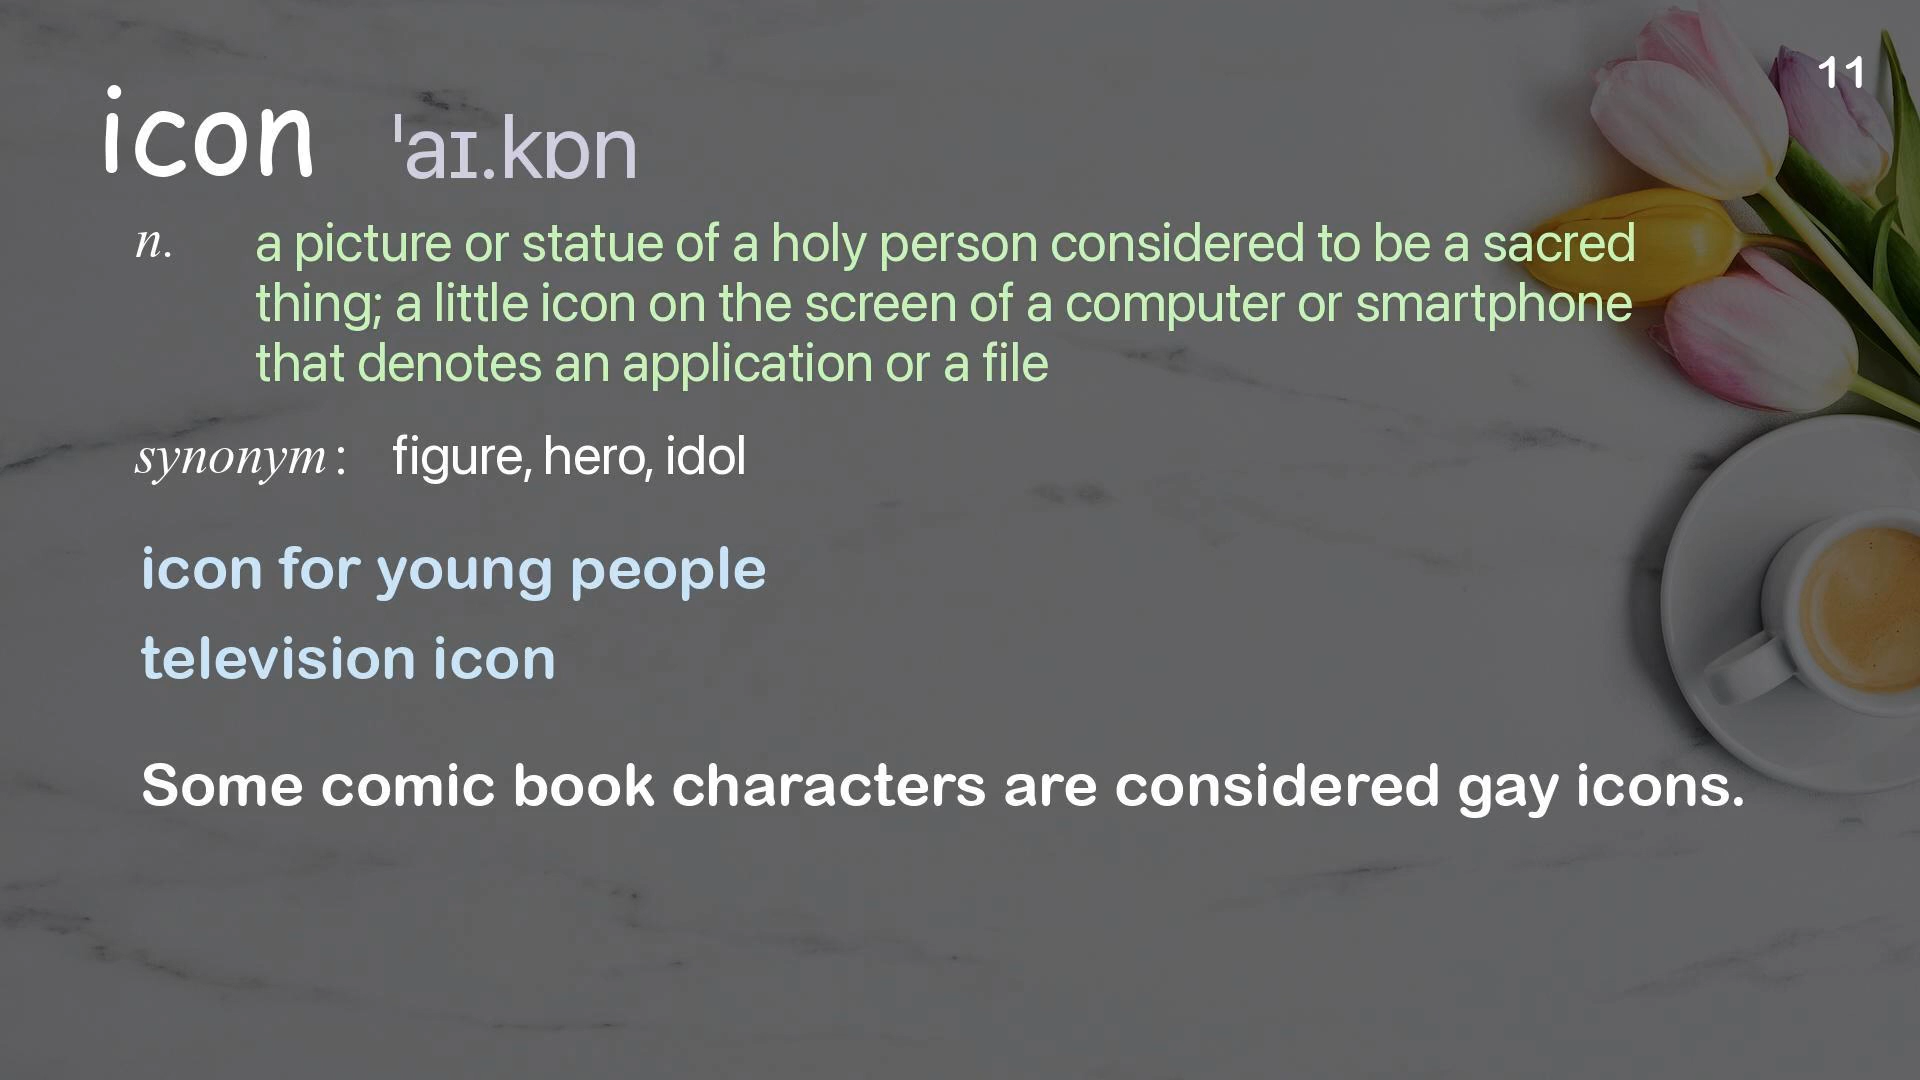 11
icon ˈaɪ.kɒn
n. a picture or statue of a holy person considered to be a sacred
thing; a little icon on the screen of a computer or smartphone
that denotes an application or a file
synonym : figure, hero, idol
icon for young people
television icon
Some comic book characters are considered gay icons.